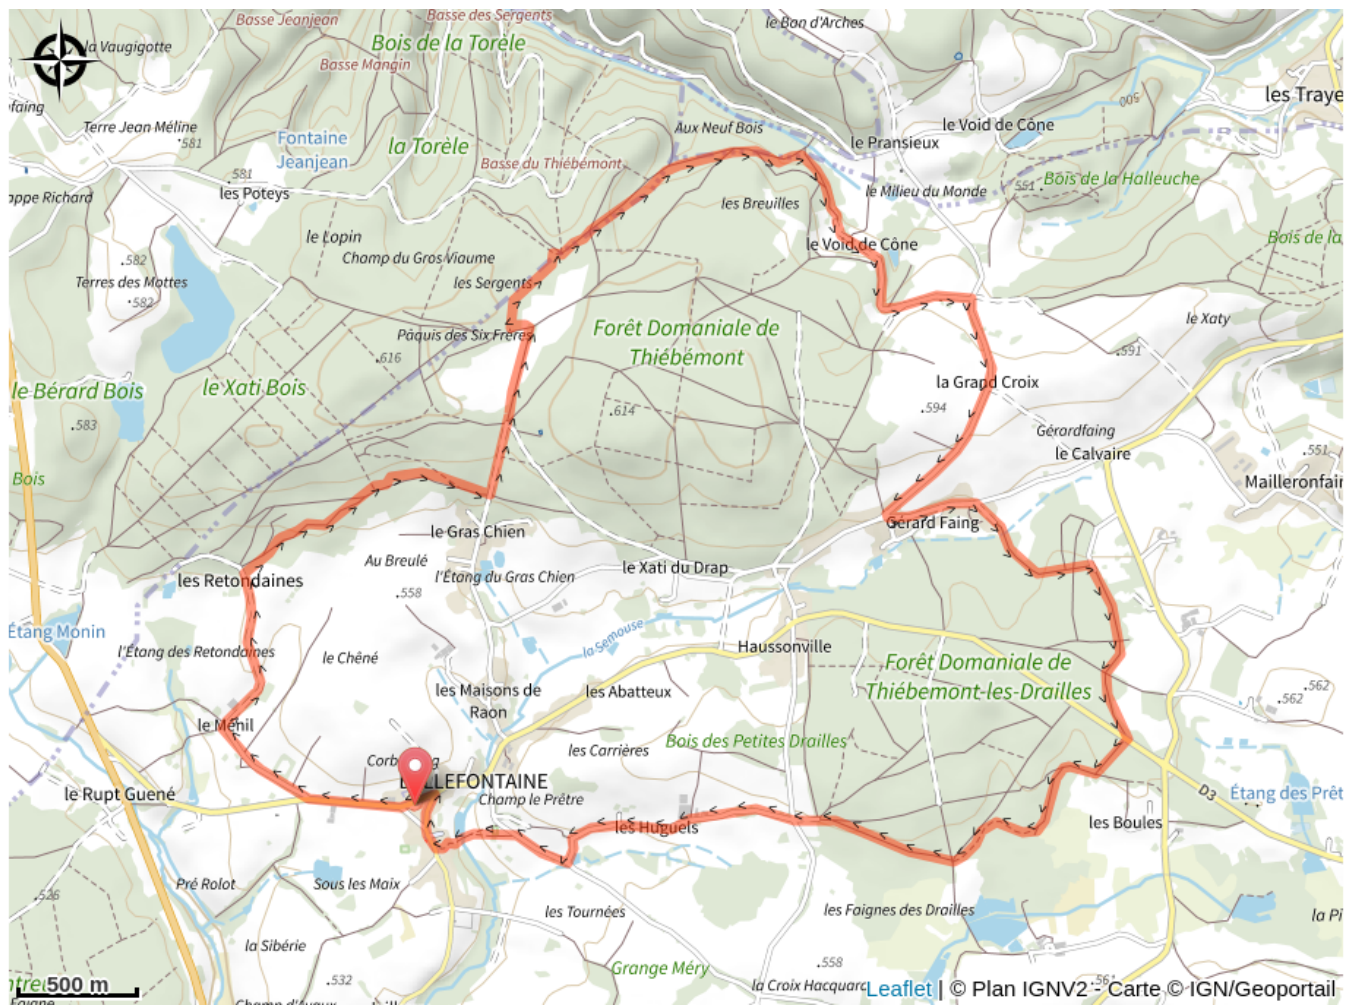 Basse Jeanjean
Basse des Sergents
le Ban d'Arches
la Vaugigotte
Bois de la Torèle
Basse Mangin
les Traye
faing
Terre Jean Méline
581
Fontaine
Jeanjean
la Torèle
Aux Neuf Bois
le Pransieux
le Void de Cône
500
Basse du Thiébémont
581
les Poteys
appe Richard
le Milieu du Monde
551
Bois de la Halleuche
les Breuilles
le Lopin
le Void de Cône
Bois de la
582
Champ du Gros Viaume
Terres des Mottes
582
les Sergents
Pâquis des Six Frères
Forêt Domaniale de
Thiébémont
le Xaty
616
591
le Bérard Bois
le Xati Bois
la Grand Croix
583
614
594
Gérardfaing
le Calvaire
551
Bois
Mailleronfain
le Gras Chien
Gérard Faing
Au Breulé
les Retondaines
l'Étang du Gras Chien
le Xati du Drap
558
Étang Monin
la Semouse
l'Étang des Retondaines
le Chêné
Haussonville
Forêt Domaniale de
Thiébemont-les-Drailles
les Maisons de
Raon
les Abatteux
562
562
le Ménil
les Carrières
Bois des Petites Drailles
Corb
LEFONTAINE
le Rupt Guené
Champ le Prêtre
D3
Étang des Prêt
les Huguels
les Boules
Pré Rolot
Sous les Maix
526
les Tournées
les Faignes des Drailles
la Pi
la Sibérie
532
Grange Méry
558
la Croix Hacquard
561
500 m
Leaflet | © Plan IGNV2 - Carte © IGN/Geoportail